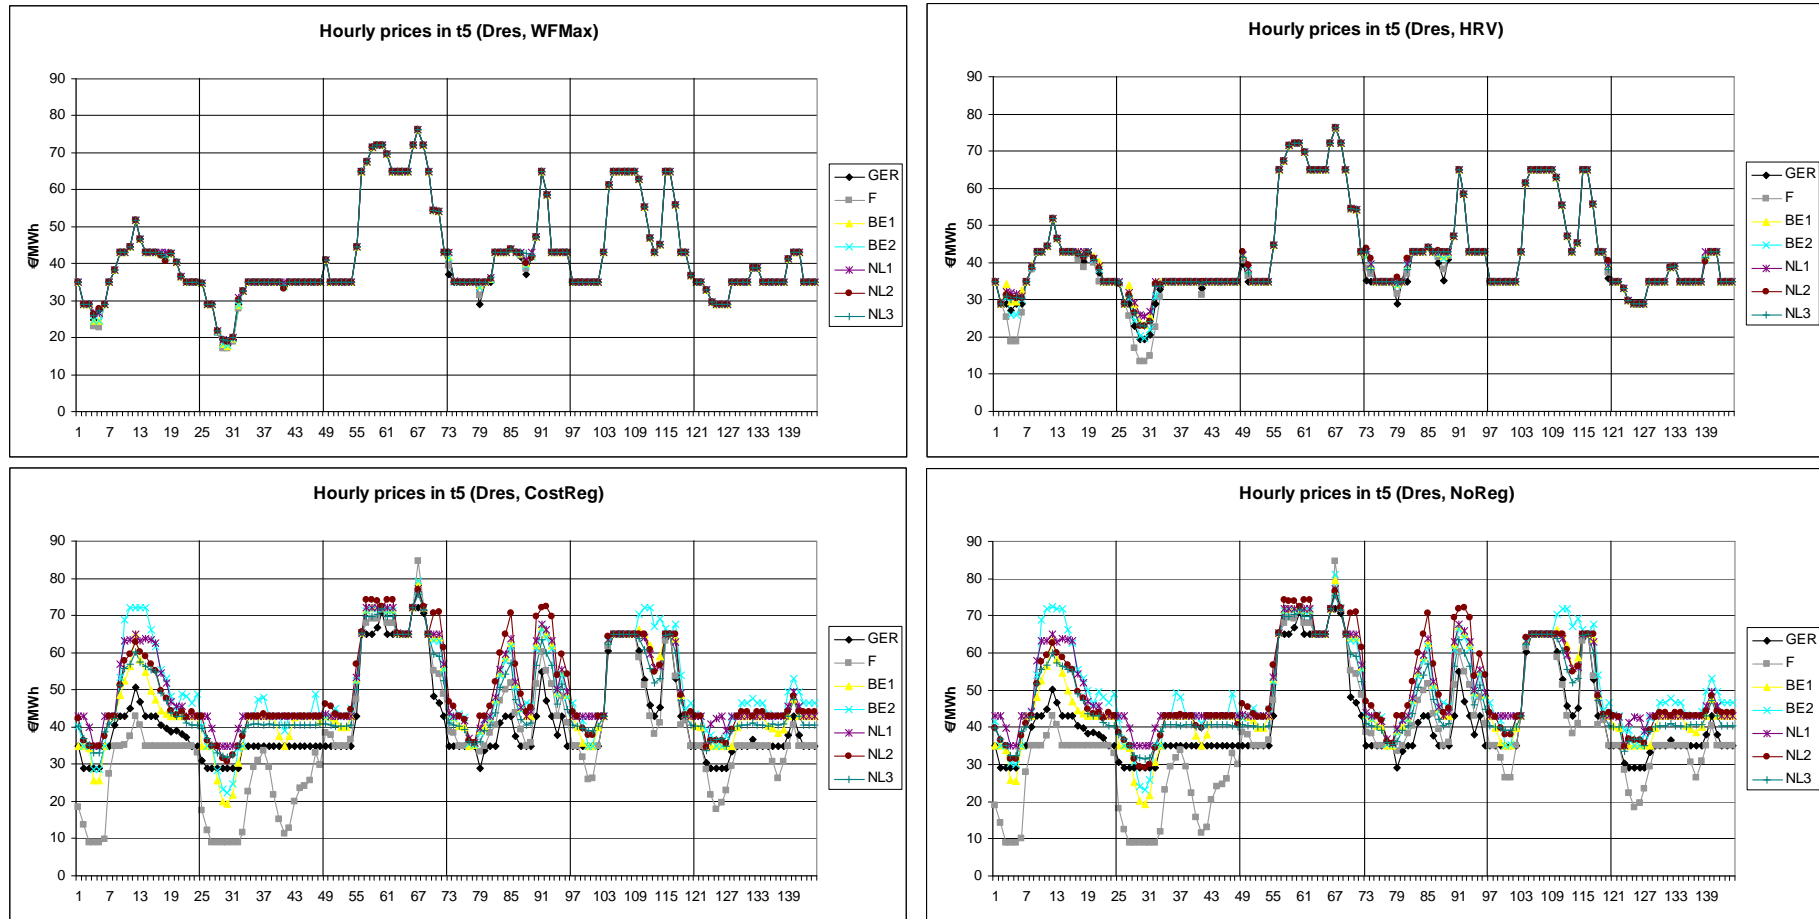 Hourly prices in t5 (Dres, WFMax)
€/MWh
90
80
70
60
50
40
30
20
10
0
1 7 13 19 25 31 37 43 49 55 61 67 73 79 85 91 97 103 109 115 121 127 133 139
GER
F
BE1
BE2
NL1
NL2
NL3
Hourly prices in t5 (Dres, HRV)
€/MWh
90
80
70
60
50
40
30
20
10
0
1 7 13 19 25 31 37 43 49 55 61 67 73 79 85 91 97 103 109 115 121 127 133 139
GER
F
BE1
BE2
NL1
NL2
NL3
Hourly prices in t5 (Dres, CostReg)
€/MWh
90
80
70
60
50
40
30
20
10
0
1 7 13 19 25 31 37 43 49 55 61 67 73 79 85 91 97 103 109 115 121 127 133 139
GER
F
BE1
BE2
NL1
NL2
NL3
Hourly prices in t5 (Dres, NoReg)
€/MWh
90
80
70
60
50
40
30
20
10
0
1 7 13 19 25 31 37 43 49 55 61 67 73 79 85 91 97 103 109 115 121 127 133 139
GER
F
BE1
BE2
NL1
NL2
NL3